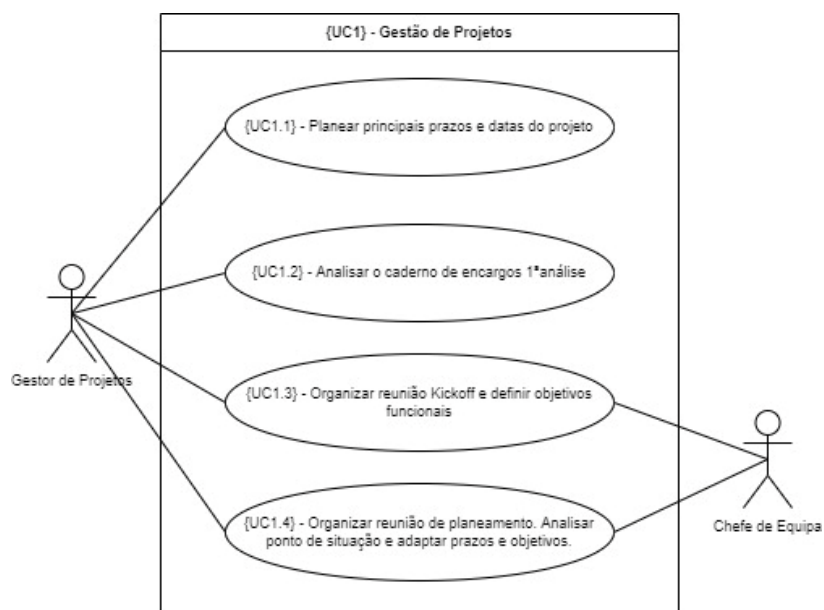 {UC1} - Gestão de Projetos
{UC1.1} - Planear principais prazos e datas do projeto
{UC1.2} - Analisar o caderno de encargos 1ªanálise
Gestor de Projetos
{UC1.3} - Organizar reunião Kickoff e definir objetivos
funcionais
{UC1.4} - Organizar reunião de planeamento. Analisar
ponto de situação e adaptar prazos e objetivos.
Chefe de Equipa